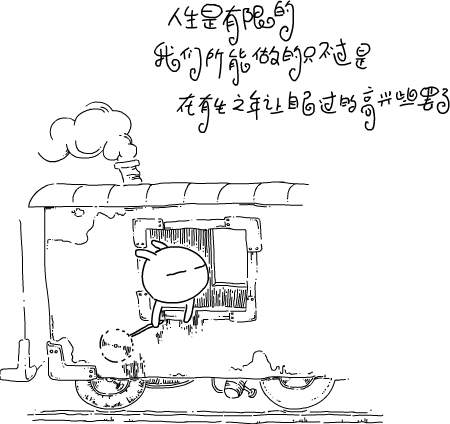 人生是有限的
我们所能做的只不过是
在有生之年让自己过的高兴些罢了